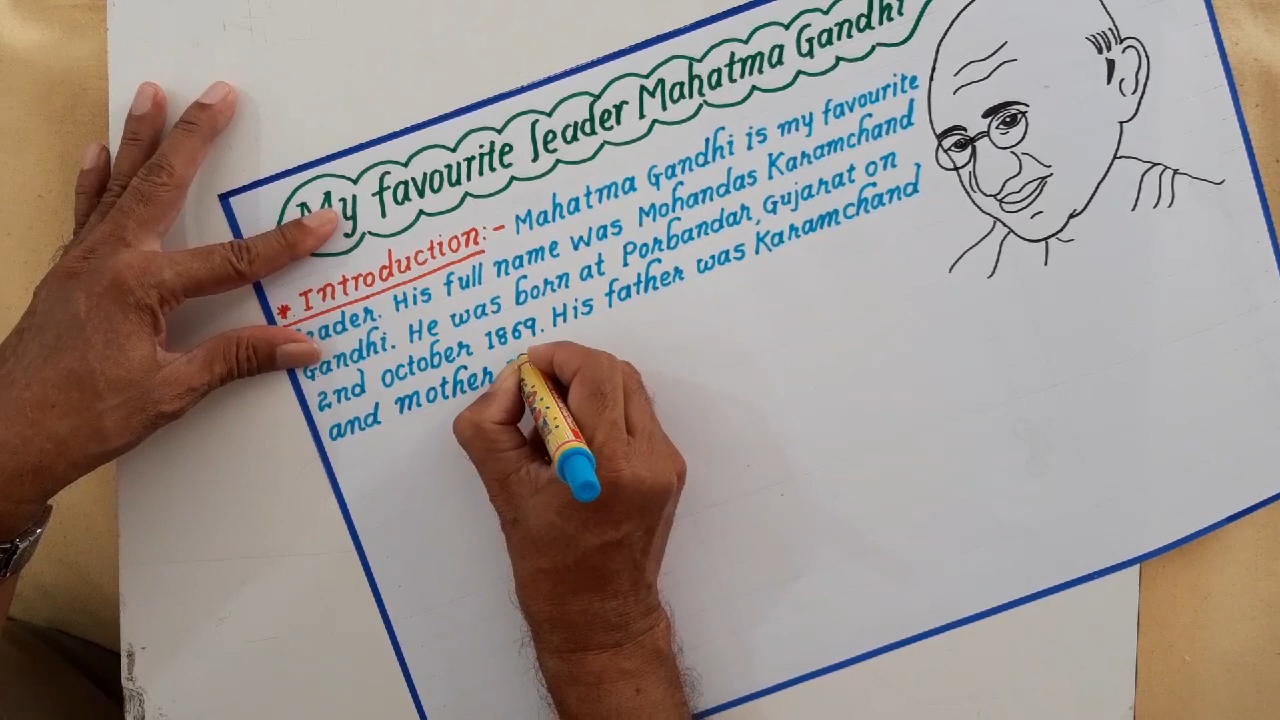 My favourite leader Mahatma Gandhi
* Introduction:- Mahatma Gandhi is my favourite
leader. His full name was Mohandas Karamchand
Gandhi. He was born at Porbandar, Gujarat on
2nd october 1869. His father was Karamchand
and mother